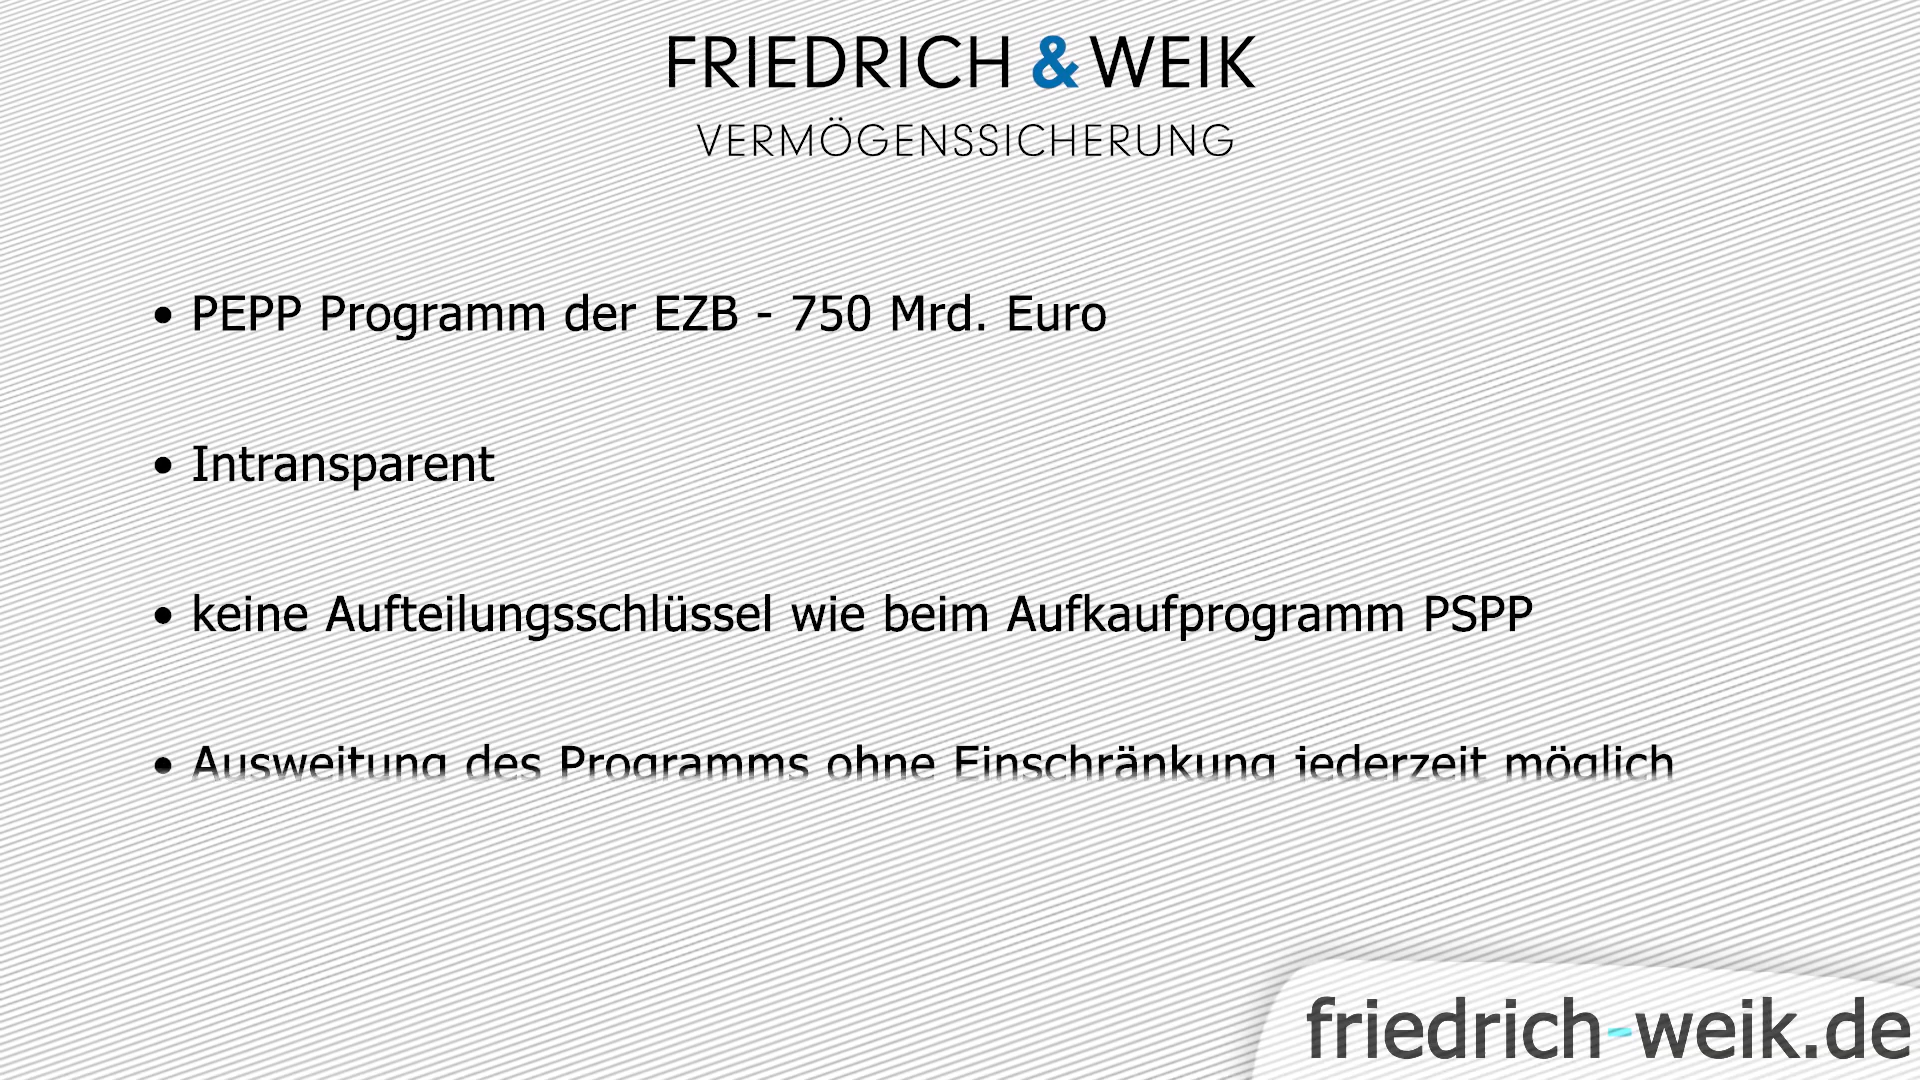 FRIEDRICH & WEIK
VERMÖGENSSICHERUNG
• PEPP Programm der EZB - 750 Mrd. Euro
• Intransparent
• keine Aufteilungsschlüssel wie beim Aufkaufprogramm PSPP
• Ausweitung des Programms ohne Einschränkung jederzeit möglich
friedrich-weik.de